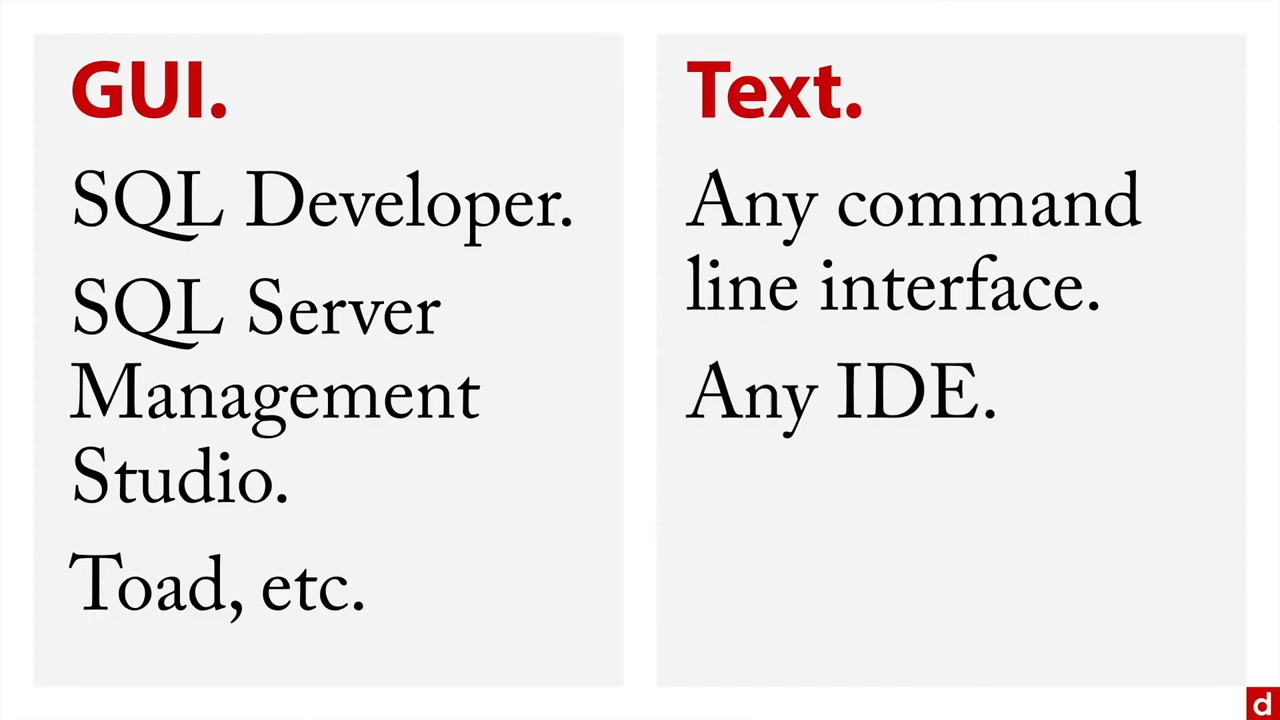 GUI.
SQL Developer.
SQL Server
Management
Studio.
Toad, etc.
Text.
Any command
line interface.
Any IDE.
d